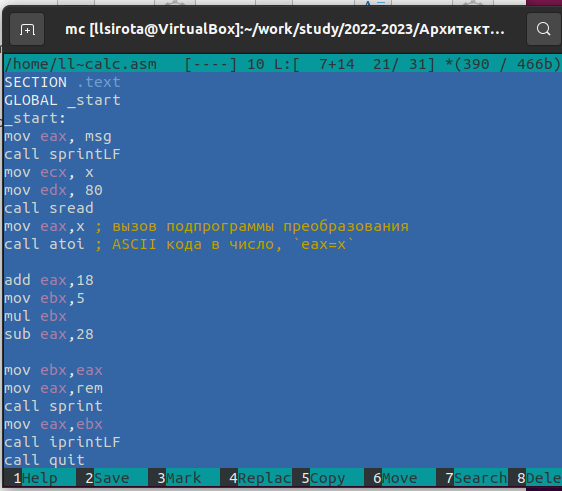 mc [llsirota@VirtualBox]:~/work/study/2022-2023/Архитект...
/home/ll~calc.asm [----] 10 L:[ 7+14 21/ 31] *(390 / 466b)
SECTION .text
GLOBAL _start
_start:
mov eax, msg
call sprintLF
mov ecx, x
mov edx, 80
call sread
mov eax,x ; вызов подпрограммы преобразования
call atoi ; ASCII кода в число, `eax=x`
add eax,18
mov ebx,5
mul ebx
sub eax,28
mov ebx,eax
mov eax,rem
call sprint
mov eax,ebx
call iprintLF
call quit
1Help 2Save 3Mark 4Replac 5Copy 6Move 7Search 8Dele